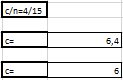 c/n=4/15
c= 6,4
c= 6